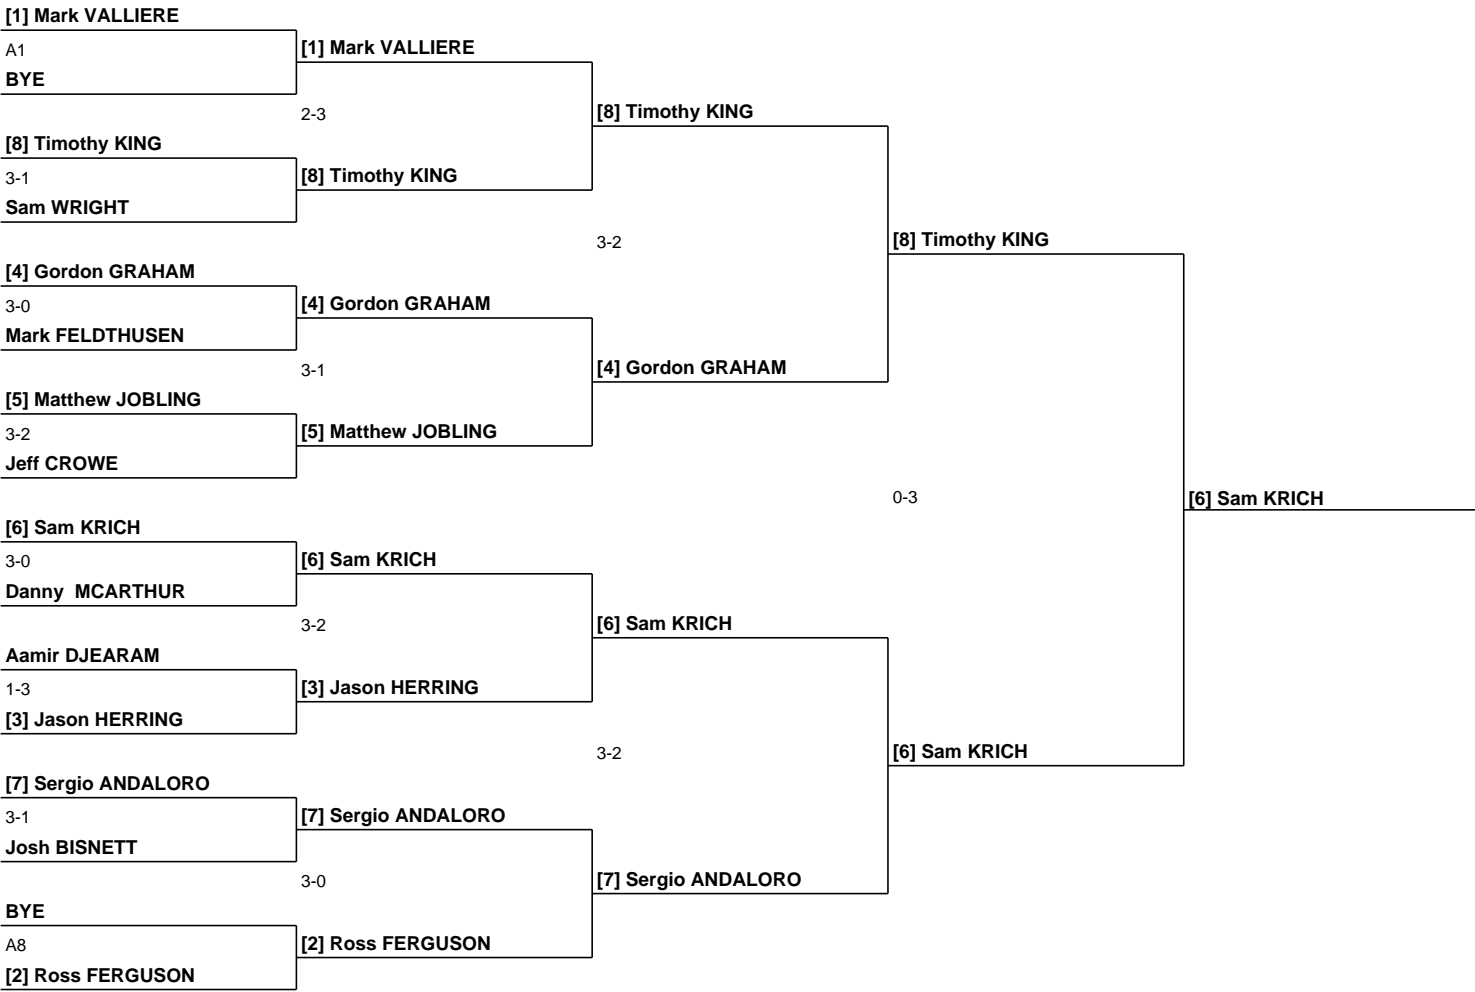 [1] Mark VALLIERE
A1
BYE
[8] Timothy KING
3-1
Sam WRIGHT
[4] Gordon GRAHAM
3-0
Mark FELDTHUSEN
[5] Matthew JOBLING
3-2
Jeff CROWE
[6] Sam KRICH
3-0
Danny  MCARTHUR
Aamir DJEARAM
1-3
[3] Jason HERRING
[7] Sergio ANDALORO
3-1
Josh BISNETT
BYE
A8
[2] Ross FERGUSON
[1] Mark VALLIERE
2-3
[8] Timothy KING
[4] Gordon GRAHAM
3-1
[5] Matthew JOBLING
[6] Sam KRICH
3-2
[3] Jason HERRING
[7] Sergio ANDALORO
3-0
[2] Ross FERGUSON
[8] Timothy KING
3-2
[4] Gordon GRAHAM
[6] Sam KRICH
3-2
[7] Sergio ANDALORO
[8] Timothy KING
0-3
[6] Sam KRICH
[6] Sam KRICH